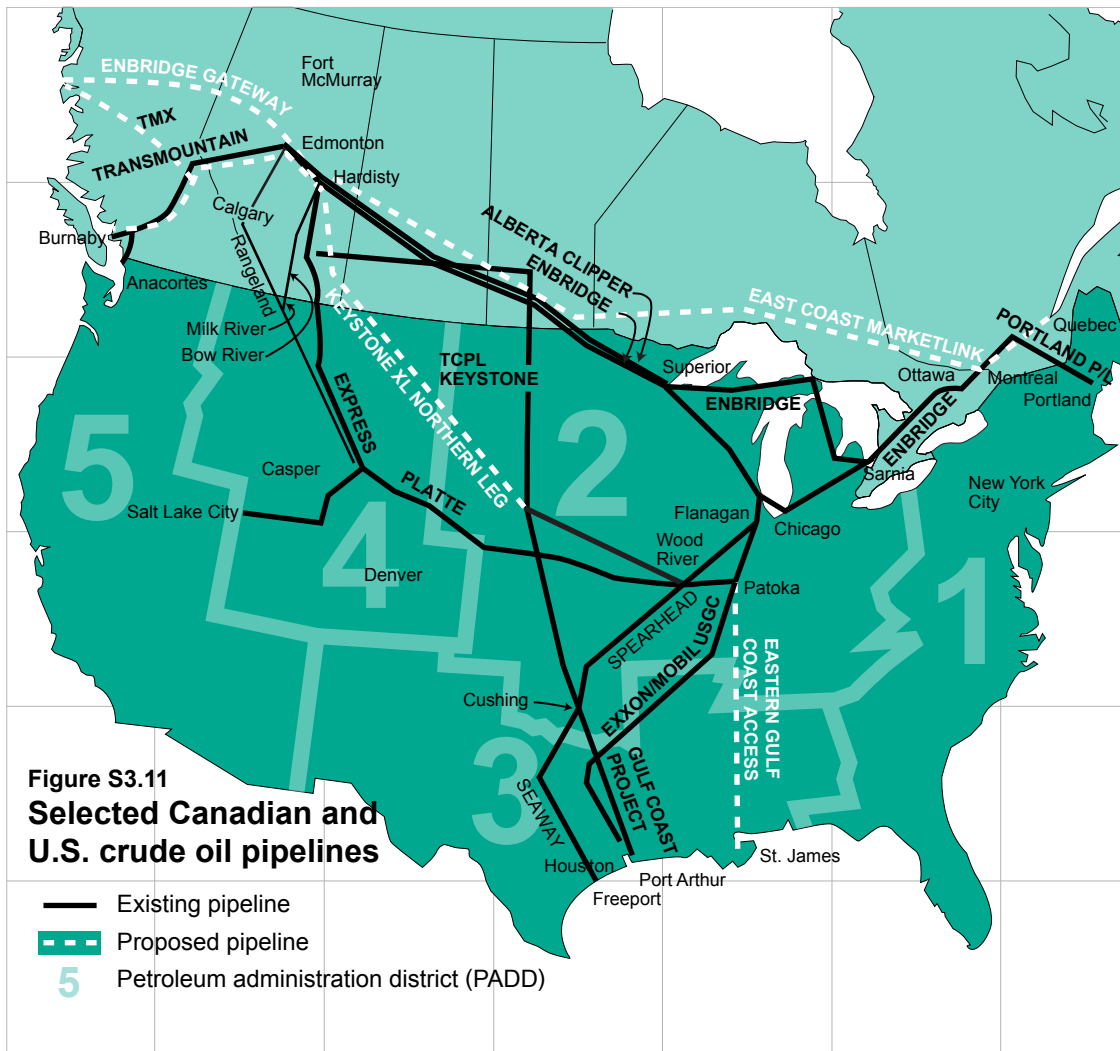 ENBRIDGE GATEWAY
Fort
McMurray
TMX
TRANSMOUNTAIN
Edmonton
Hardisty
Calgary
Burnaby
Rangeland
Anacortes
Milk River
Bow River
ALBERTA CLIPPER
ENBRIDGE
EAST COAST MARKETLINK
Quebec
PORTLAND P/L
KEYSTONE XL NORTHERN LEG
TCPL
KEYSTONE
Superior
Ottawa
Montreal
Portland
ENBRIDGE
ENBRIDGE
EXPRESS
Sarnia
5
2
Casper
PLATTE
New York
City
Salt Lake City
Flanagan
Chicago
Wood
River
4
Denver
Patoka
1
SPEARHEAD
EXXON/MOBIL USGC
EASTERN GULF
COAST ACCESS
Cushing
3
GULF COAST
PROJECT
SEAWAY
Houston
St. James
Port Arthur
Freeport
Figure S3.11
Selected Canadian and
U.S. crude oil pipelines
Existing pipeline
Proposed pipeline
5 Petroleum administration district (PADD)